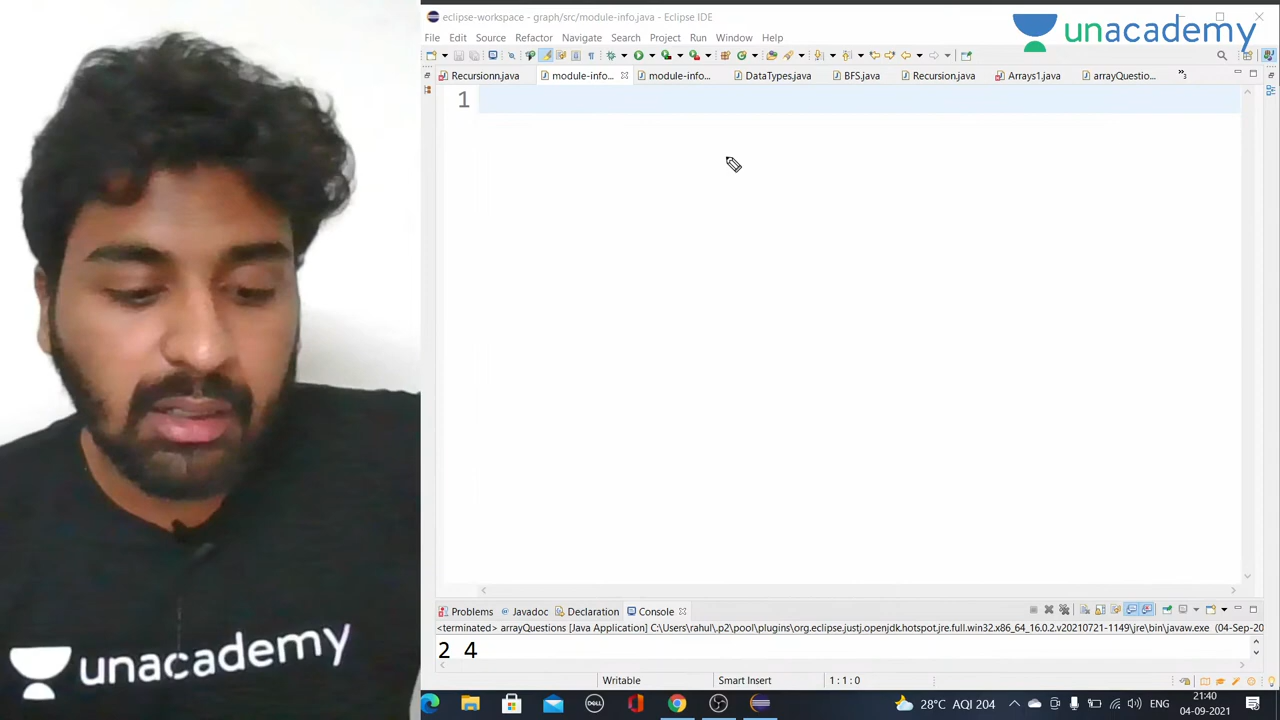 eclipse-workspace - graph/src/module-info.java - Eclipse IDE
unacademy
File Edit Source Refactor Navigate Search Project Run Window Help
Recursionn.java module-info... module-info... DataTypes.java BFS.java Recursion.java Arrays1.java arrayQuestio...
1
unacademy
Problems Javadoc Declaration Console
<terminated> arrayQuestions [Java Application] C:\Users\rahul\.p2\pool\plugins\org.eclipse.justj.openjdk.hotspot.jre.full.win32.x86_64_16.0.2.v20210721-1149\jre\bin\javaw.exe (04-Sep-20
2 4
Writable Smart Insert 1 : 1 : 0
DELL 28°C AQI 204 ENG 21:40
04-09-2021